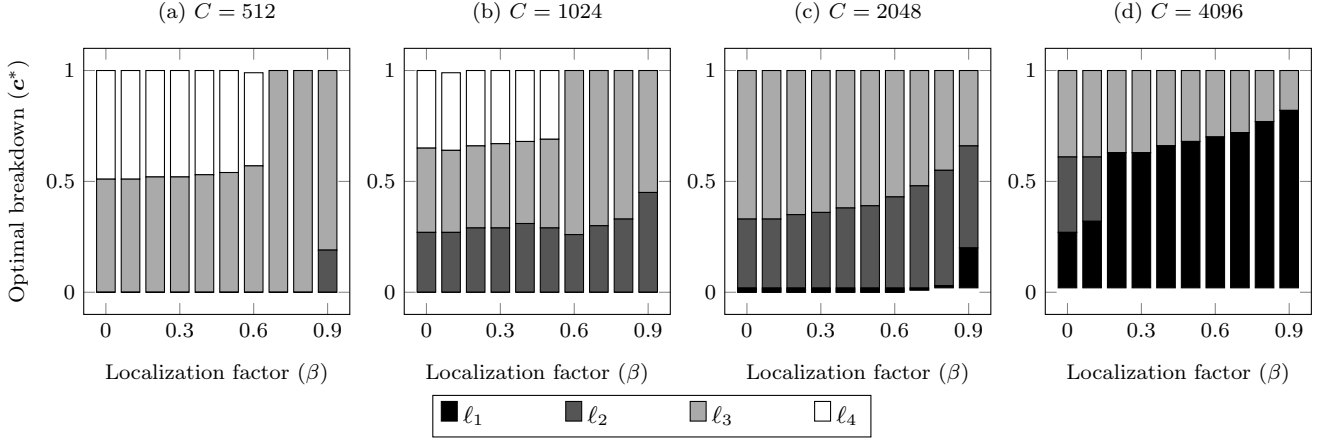 (a) C = 512
(b) C = 1024
(c) C = 2048
(d) C = 4096
Optimal breakdown (c*)
1
0.5
0
0 0.3 0.6 0.9
Localization factor (β)
1
0.5
0
0 0.3 0.6 0.9
Localization factor (β)
1
0.5
0
0 0.3 0.6 0.9
Localization factor (β)
1
0.5
0
0 0.3 0.6 0.9
Localization factor (β)
ℓ1 ℓ2 ℓ3 ℓ4